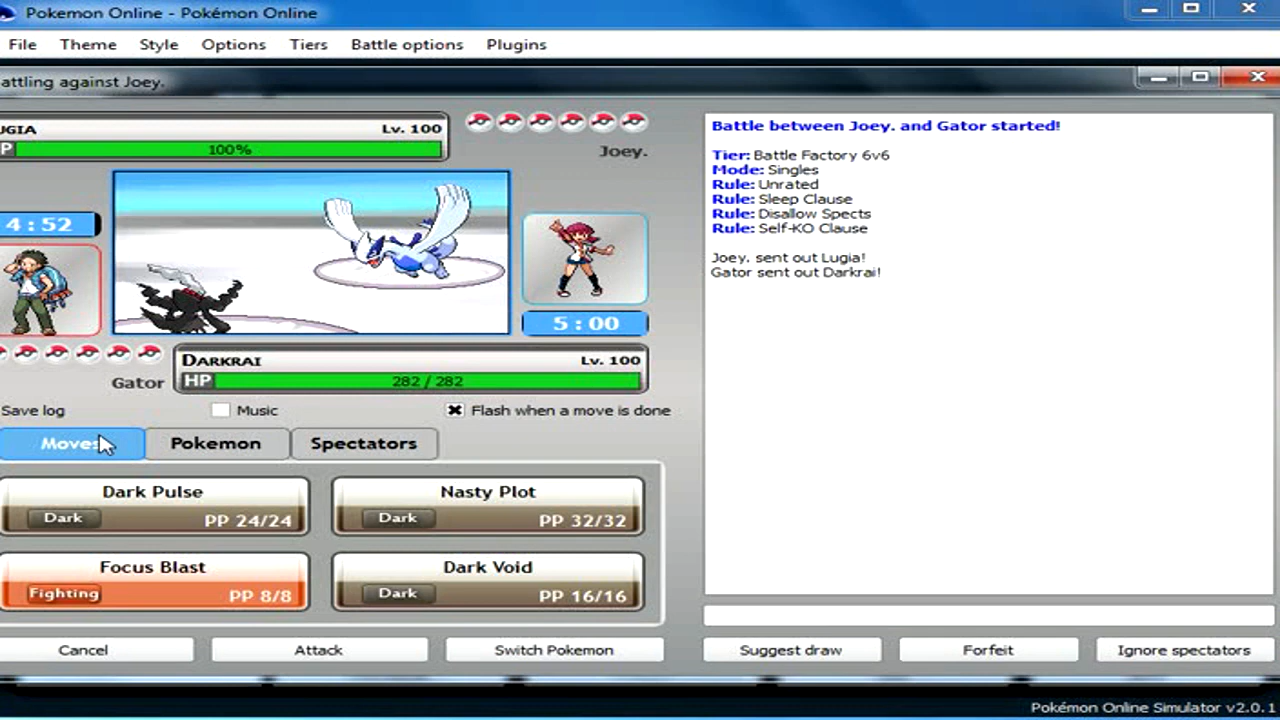 Pokemon Online - Pokémon Online
File Theme Style Options Tiers Battle options Plugins
attling against Joey.
UGIA Lv. 100
P 100%
Joey.
4:52
5:00
DARKRAI Lv. 100
HP 282 / 282
Gator
Save log Music Flash when a move is done
Moves Pokemon Spectators
Dark Pulse
Dark PP 24/24
Nasty Plot
Dark PP 32/32
Focus Blast
Fighting PP 8/8
Dark Void
Dark PP 16/16
Cancel Attack Switch Pokemon
Battle between Joey. and Gator started!
Tier: Battle Factory 6v6
Mode: Singles
Rule: Unrated
Rule: Sleep Clause
Rule: Disallow Spects
Rule: Self-KO Clause
Joey. sent out Lugia!
Gator sent out Darkrai!
Suggest draw Forfeit Ignore spectators
Pokémon Online Simulator v2.0.1